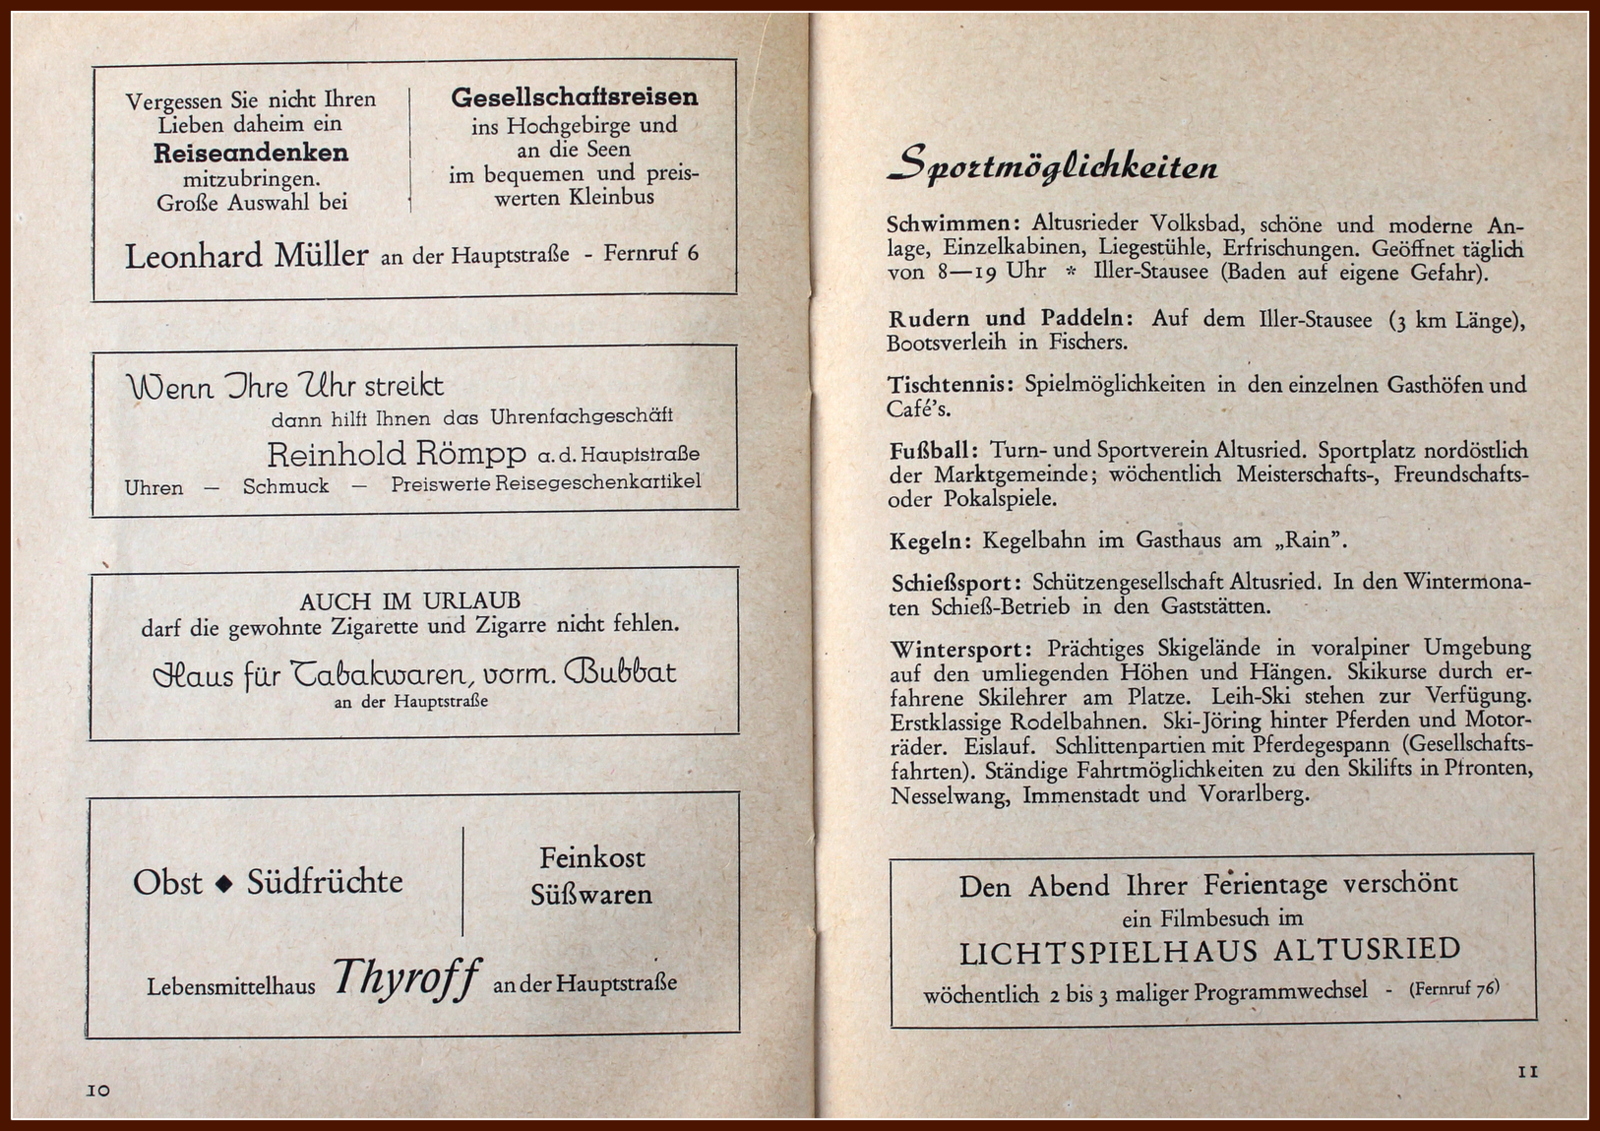 Vergessen Sie nicht Ihren
Lieben daheim ein
Reiseandenken
mitzubringen.
Große Auswahl bei
Gesellschaftsreisen
ins Hochgebirge und
an die Seen
im bequemen und preis-
werten Kleinbus
Leonhard Müller an der Hauptstraße - Fernruf 6
Wenn Ihre Uhr streikt
dann hilft Ihnen das Uhrenfachgeschäft
Reinhold Römpp a. d. Hauptstraße
Uhren — Schmuck — Preiswerte Reisegeschenkartikel
AUCH IM URLAUB
darf die gewohnte Zigarette und Zigarre nicht fehlen.
Haus für Tabakwaren, vorm. Bubbat
an der Hauptstraße
Obst ◆ Südfrüchte
Feinkost
Süßwaren
Lebensmittelhaus Thyroff an der Hauptstraße
10
Sportmöglichkeiten
Schwimmen: Altusrieder Volksbad, schöne und moderne An-
lage, Einzelkabinen, Liegestühle, Erfrischungen. Geöffnet täglich
von 8—19 Uhr * Iller-Stausee (Baden auf eigene Gefahr).
Rudern und Paddeln: Auf dem Iller-Stausee (3 km Länge),
Bootsverleih in Fischers.
Tischtennis: Spielmöglichkeiten in den einzelnen Gasthöfen und
Café's.
Fußball: Turn- und Sportverein Altusried. Sportplatz nordöstlich
der Marktgemeinde; wöchentlich Meisterschafts-, Freundschafts-
oder Pokalspiele.
Kegeln: Kegelbahn im Gasthaus am „Rain”.
Schießsport: Schützengesellschaft Altusried. In den Wintermona-
ten Schieß-Betrieb in den Gaststätten.
Wintersport: Prächtiges Skigelände in voralpiner Umgebung
auf den umliegenden Höhen und Hängen. Skikurse durch er-
fahrene Skilehrer am Platze. Leih-Ski stehen zur Verfügung.
Erstklassige Rodelbahnen. Ski-Jöring hinter Pferden und Motor-
räder. Eislauf. Schlittenpartien mit Pferdegespann (Gesellschafts-
fahrten). Ständige Fahrtmöglichkeiten zu den Skilifts in Pfronten,
Nesselwang, Immenstadt und Vorarlberg.
Den Abend Ihrer Ferientage verschönt
ein Filmbesuch im
LICHTSPIELHAUS ALTUSRIED
wöchentlich 2 bis 3 maliger Programmwechsel - (Fernruf 76)
11